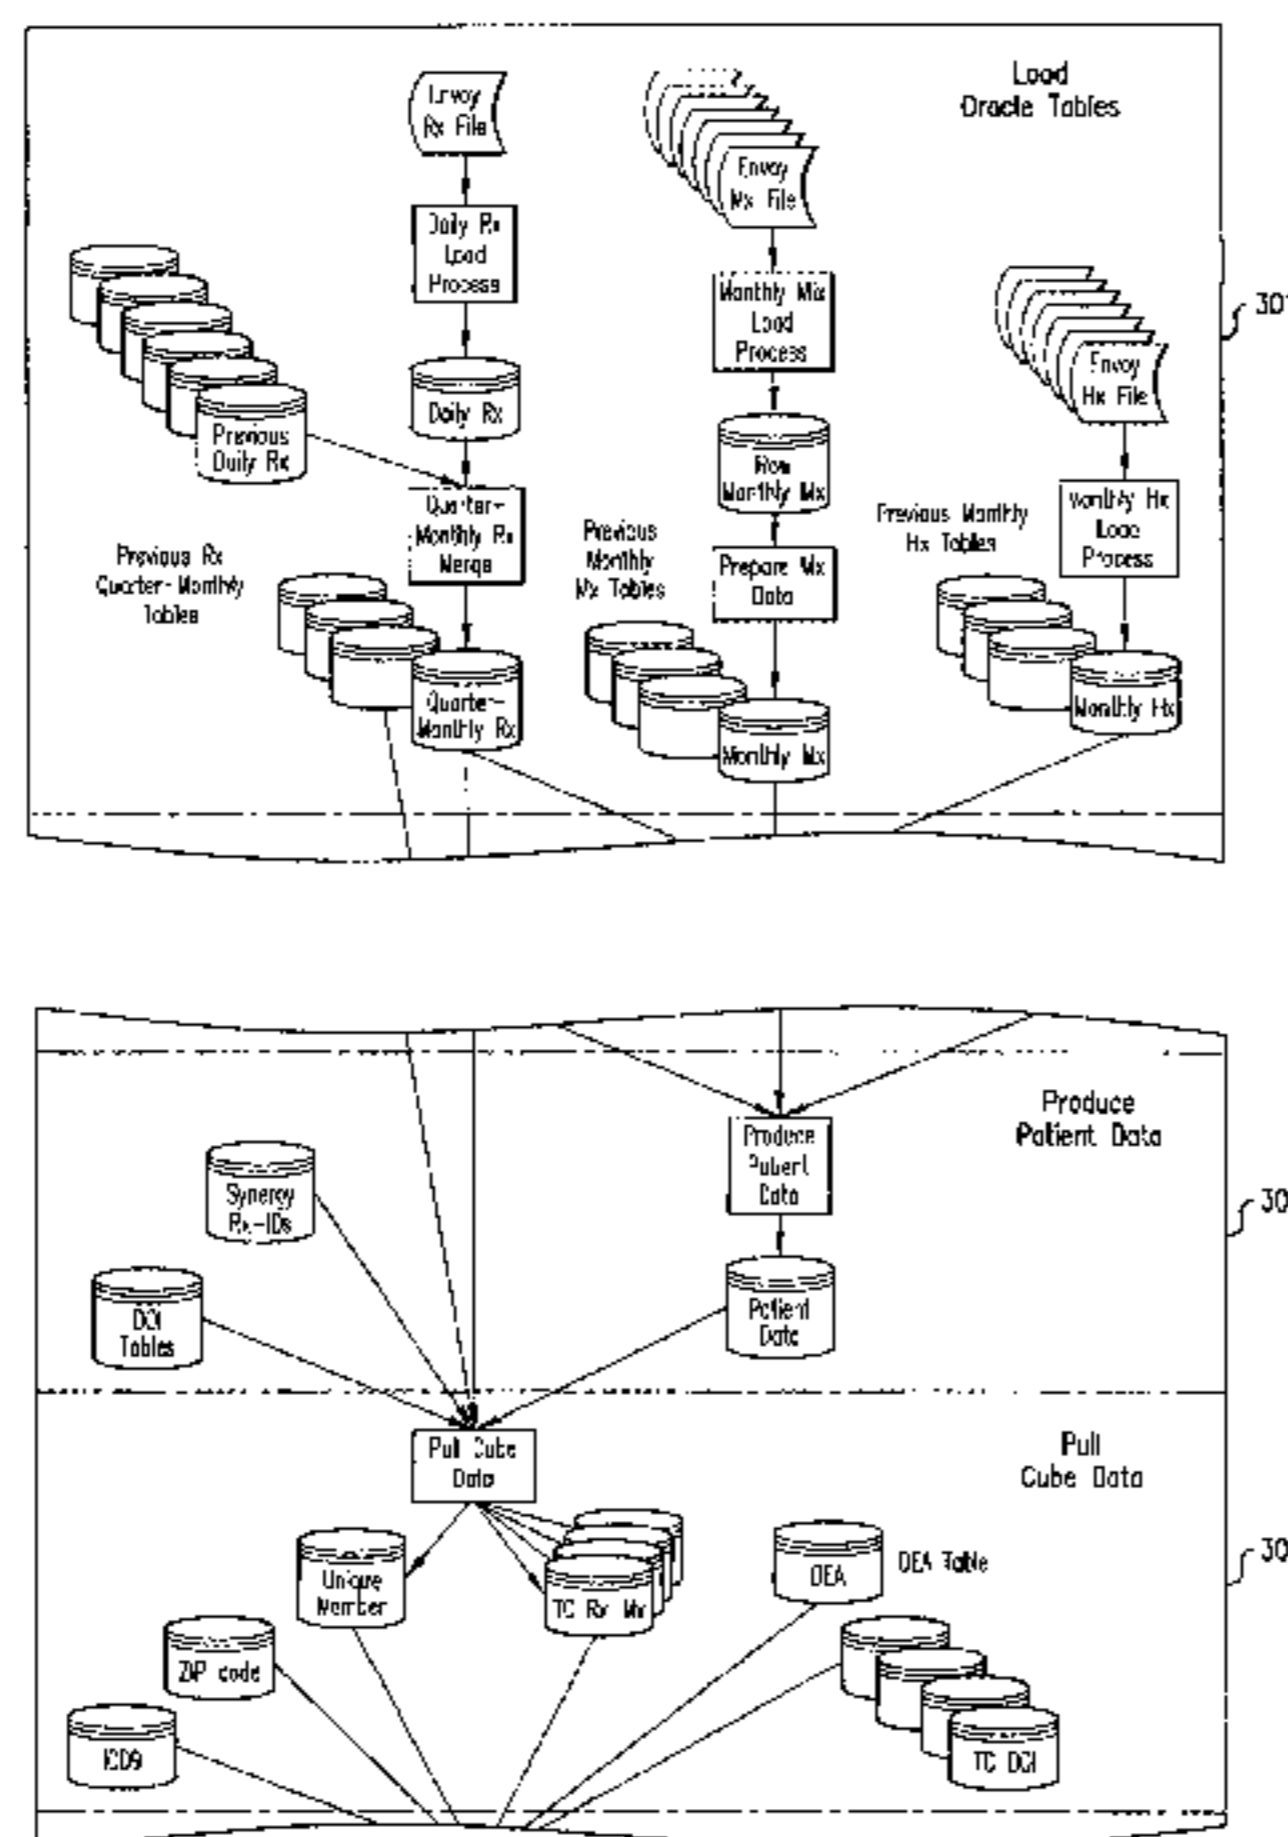 Load
Oracle Tables
Envoy
Rx File
Envoy
Mx File
Daily Rx
Load
Process
Monthly Mx
Load
Process
30
Envoy
Hx File
Daily Rx
Previous
Daily Rx
Raw
Monthly Mx
Quarter-
Monthly Rx
Merge
Previous Monthly
Hx Tables
Monthly Hx
Load
Process
Previous Rx
Quarter-Monthly
Tables
Previous
Monthly
Mx Tables
Prepare Mx
Data
Quarter-
Monthly Rx
Monthly Mx
Monthly Hx
Produce
Patient Data
Produce
Patient
Data
Synergy
Rx-IDs
30
DCI
Tables
Patient
Data
Pull Cube
Data
Pull
Cube Data
Unique
Member
TC Rx Mx
DEA
DEA Table
30
ZIP code
ICD9
TC DCI